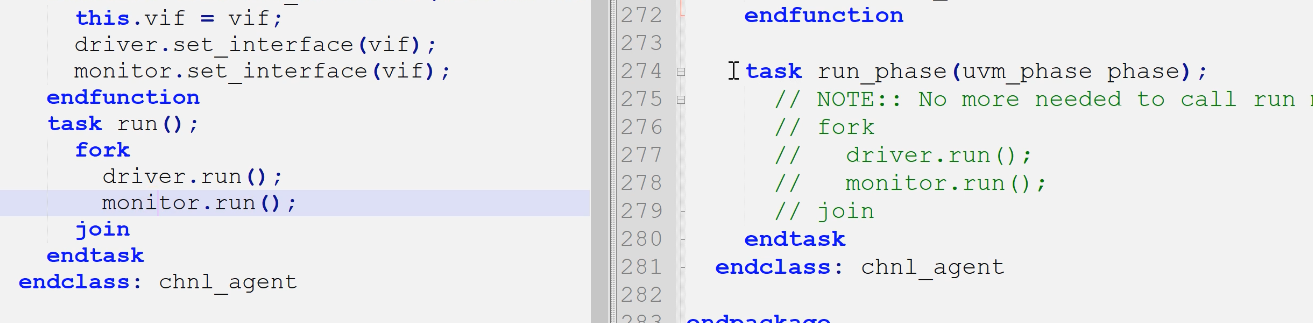 this.vif = vif;
driver.set_interface(vif);
monitor.set_interface(vif);
endfunction
task run();
fork
driver.run();
monitor.run();
join
endtask
endclass: chnl_agent
272 endfunction
273
274 task run_phase(uvm_phase phase);
275 // NOTE:: No more needed to call run
276 // fork
277 // driver.run();
278 // monitor.run();
279 // join
280 endtask
281 endclass: chnl_agent
282
283 endpackage